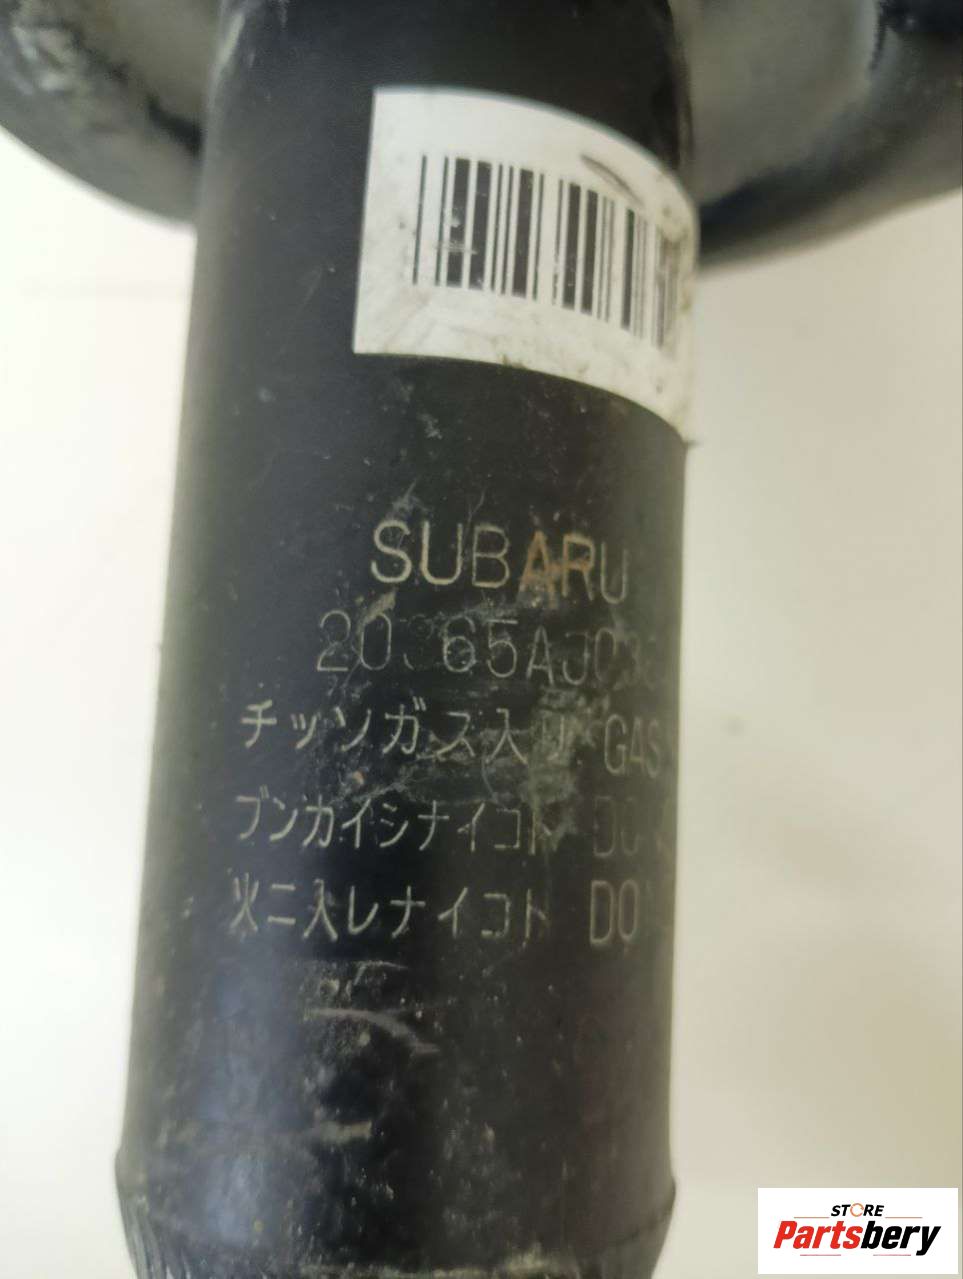 SUBARU
チッソガス入リ GAS
ブンカイシナイコト
火ニ入レナイコト DO
STORE
Partsbery